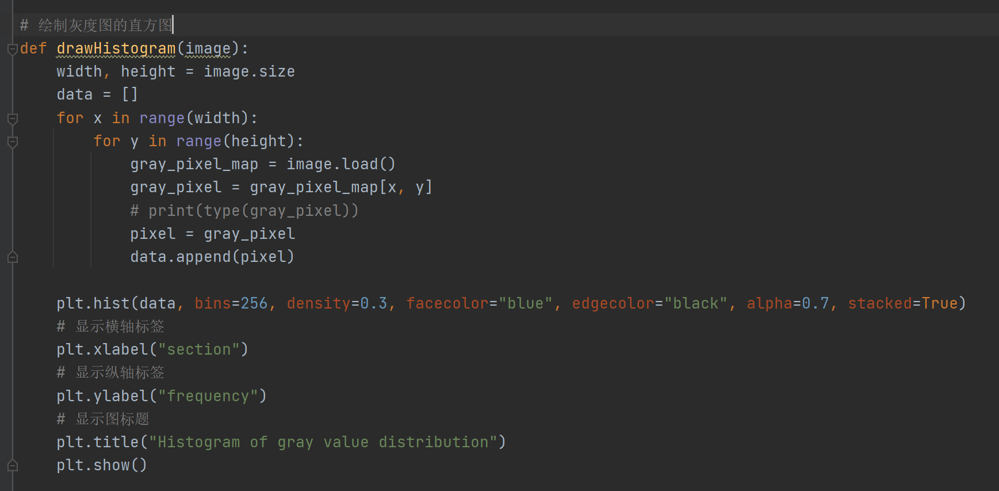 # 绘制灰度图的直方图
def drawHistogram(image):
    width, height = image.size
    data = []
    for x in range(width):
        for y in range(height):
            gray_pixel_map = image.load()
            gray_pixel = gray_pixel_map[x, y]
            # print(type(gray_pixel))
            pixel = gray_pixel
            data.append(pixel)

    plt.hist(data, bins=256, density=0.3, facecolor="blue", edgecolor="black", alpha=0.7, stacked=True)
    # 显示横轴标签
    plt.xlabel("section")
    # 显示纵轴标签
    plt.ylabel("frequency")
    # 显示图标题
    plt.title("Histogram of gray value distribution")
    plt.show()